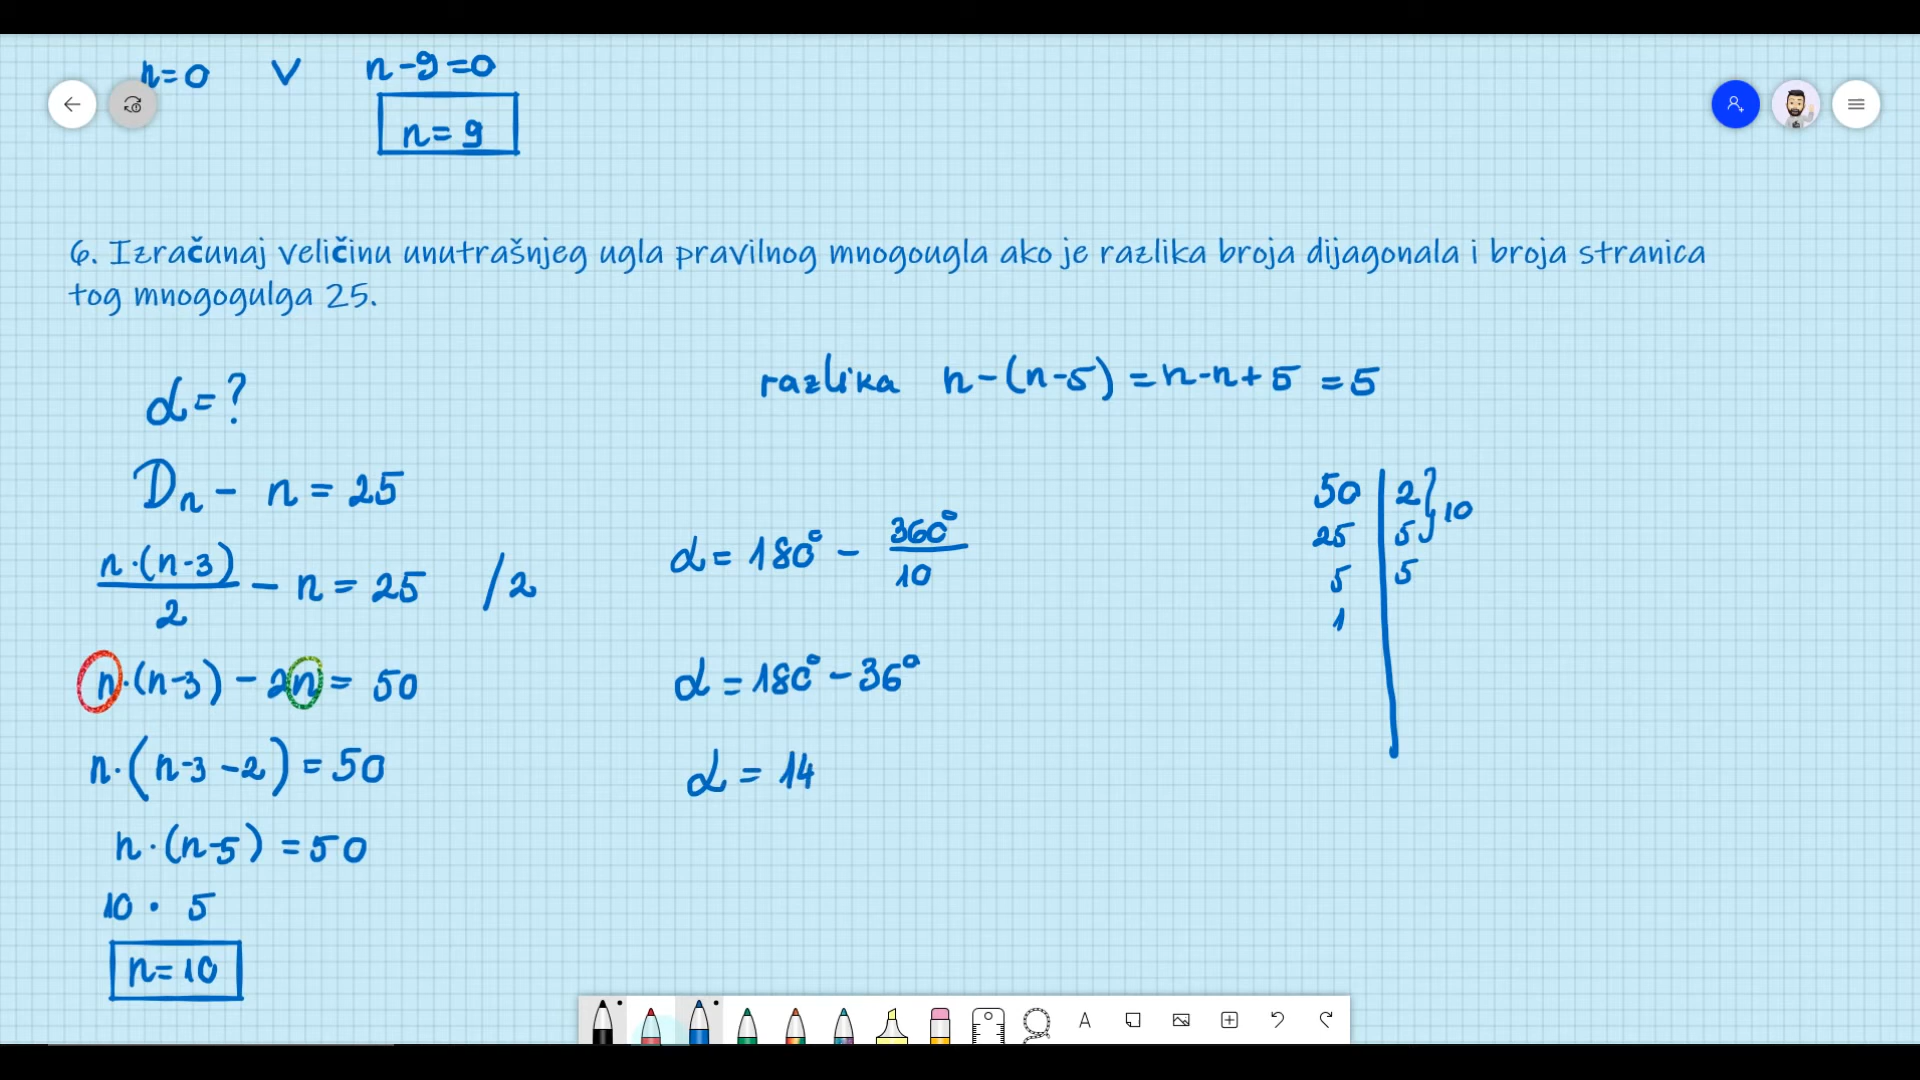 n=0 ∨ n-9=0
n=9
6. Izračunaj veličinu unutrašnjeg ugla pravilnog mnogougla ako je razlika broja dijagonala i broja stranica
tog mnogogulga 25.
α=?
Dn - n = 25
n·(n-3)/2 - n = 25 /2
n·(n-3) - 2n = 50
n·(n-3-2) = 50
n·(n-5) = 50
10 · 5
n=10
razlika n-(n-5) = n-n+5 = 5
α = 180° - 360°/10
α = 180° - 36°
α = 14
50 | 2 } 10
25 | 5
5 | 5
1
A